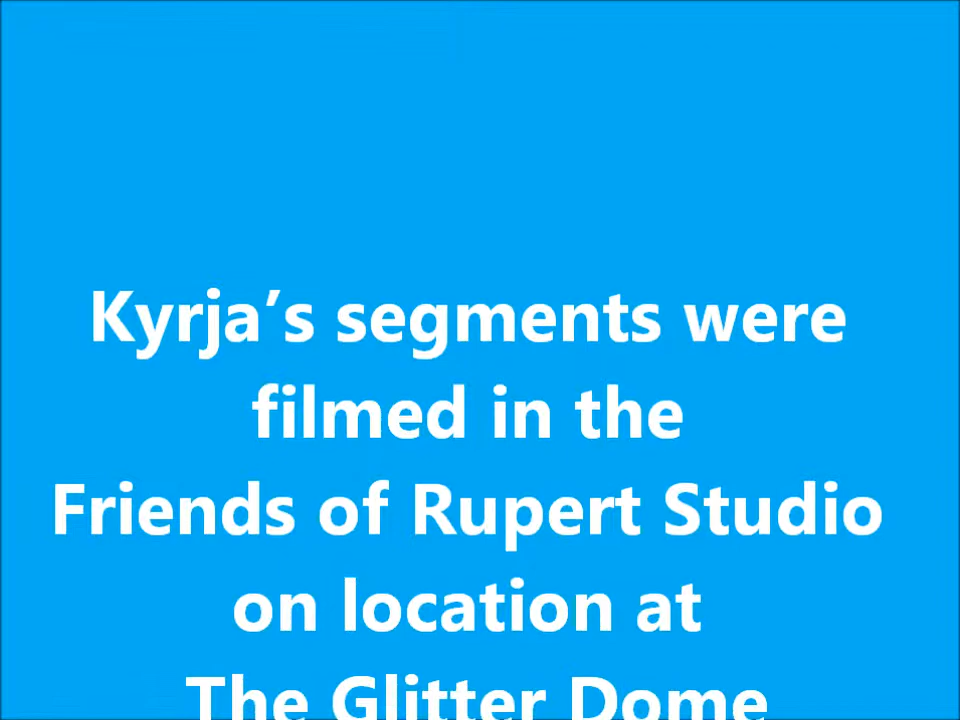 Kyrja’s segments were
filmed in the
Friends of Rupert Studio
on location at
The Glitter Dome